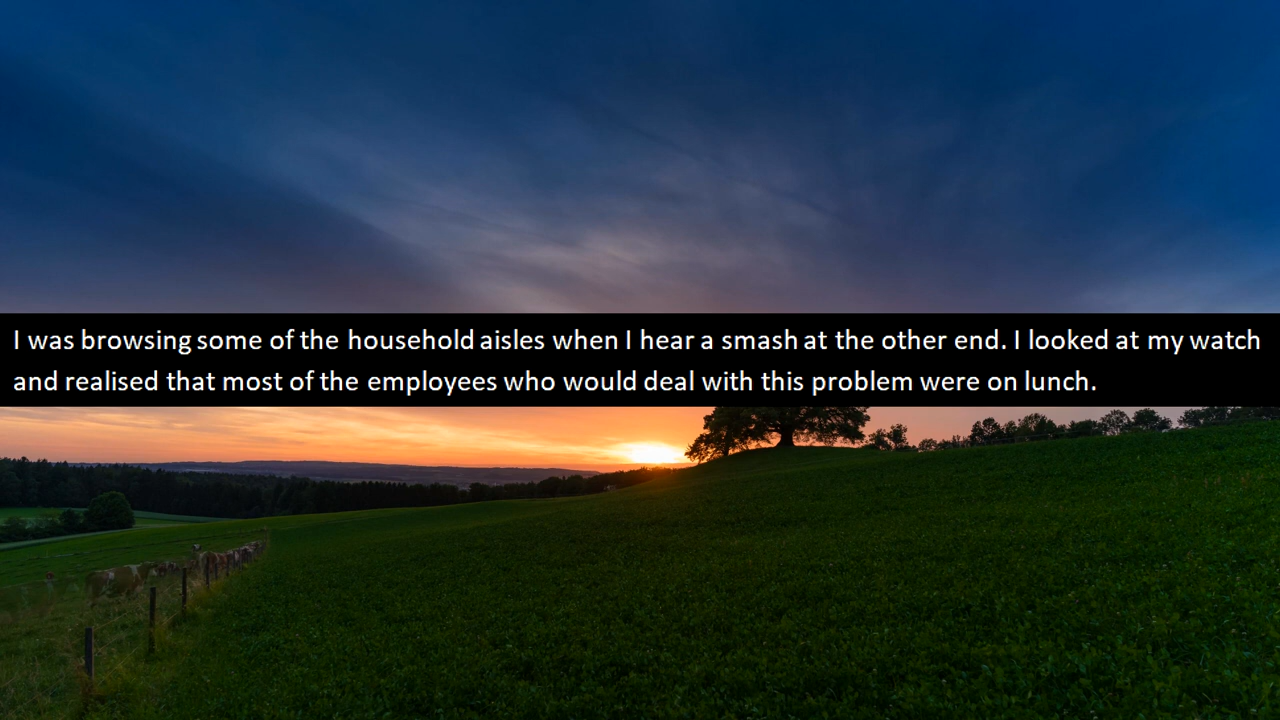 I was browsing some of the household aisles when I hear a smash at the other end. I looked at my watch
and realised that most of the employees who would deal with this problem were on lunch.